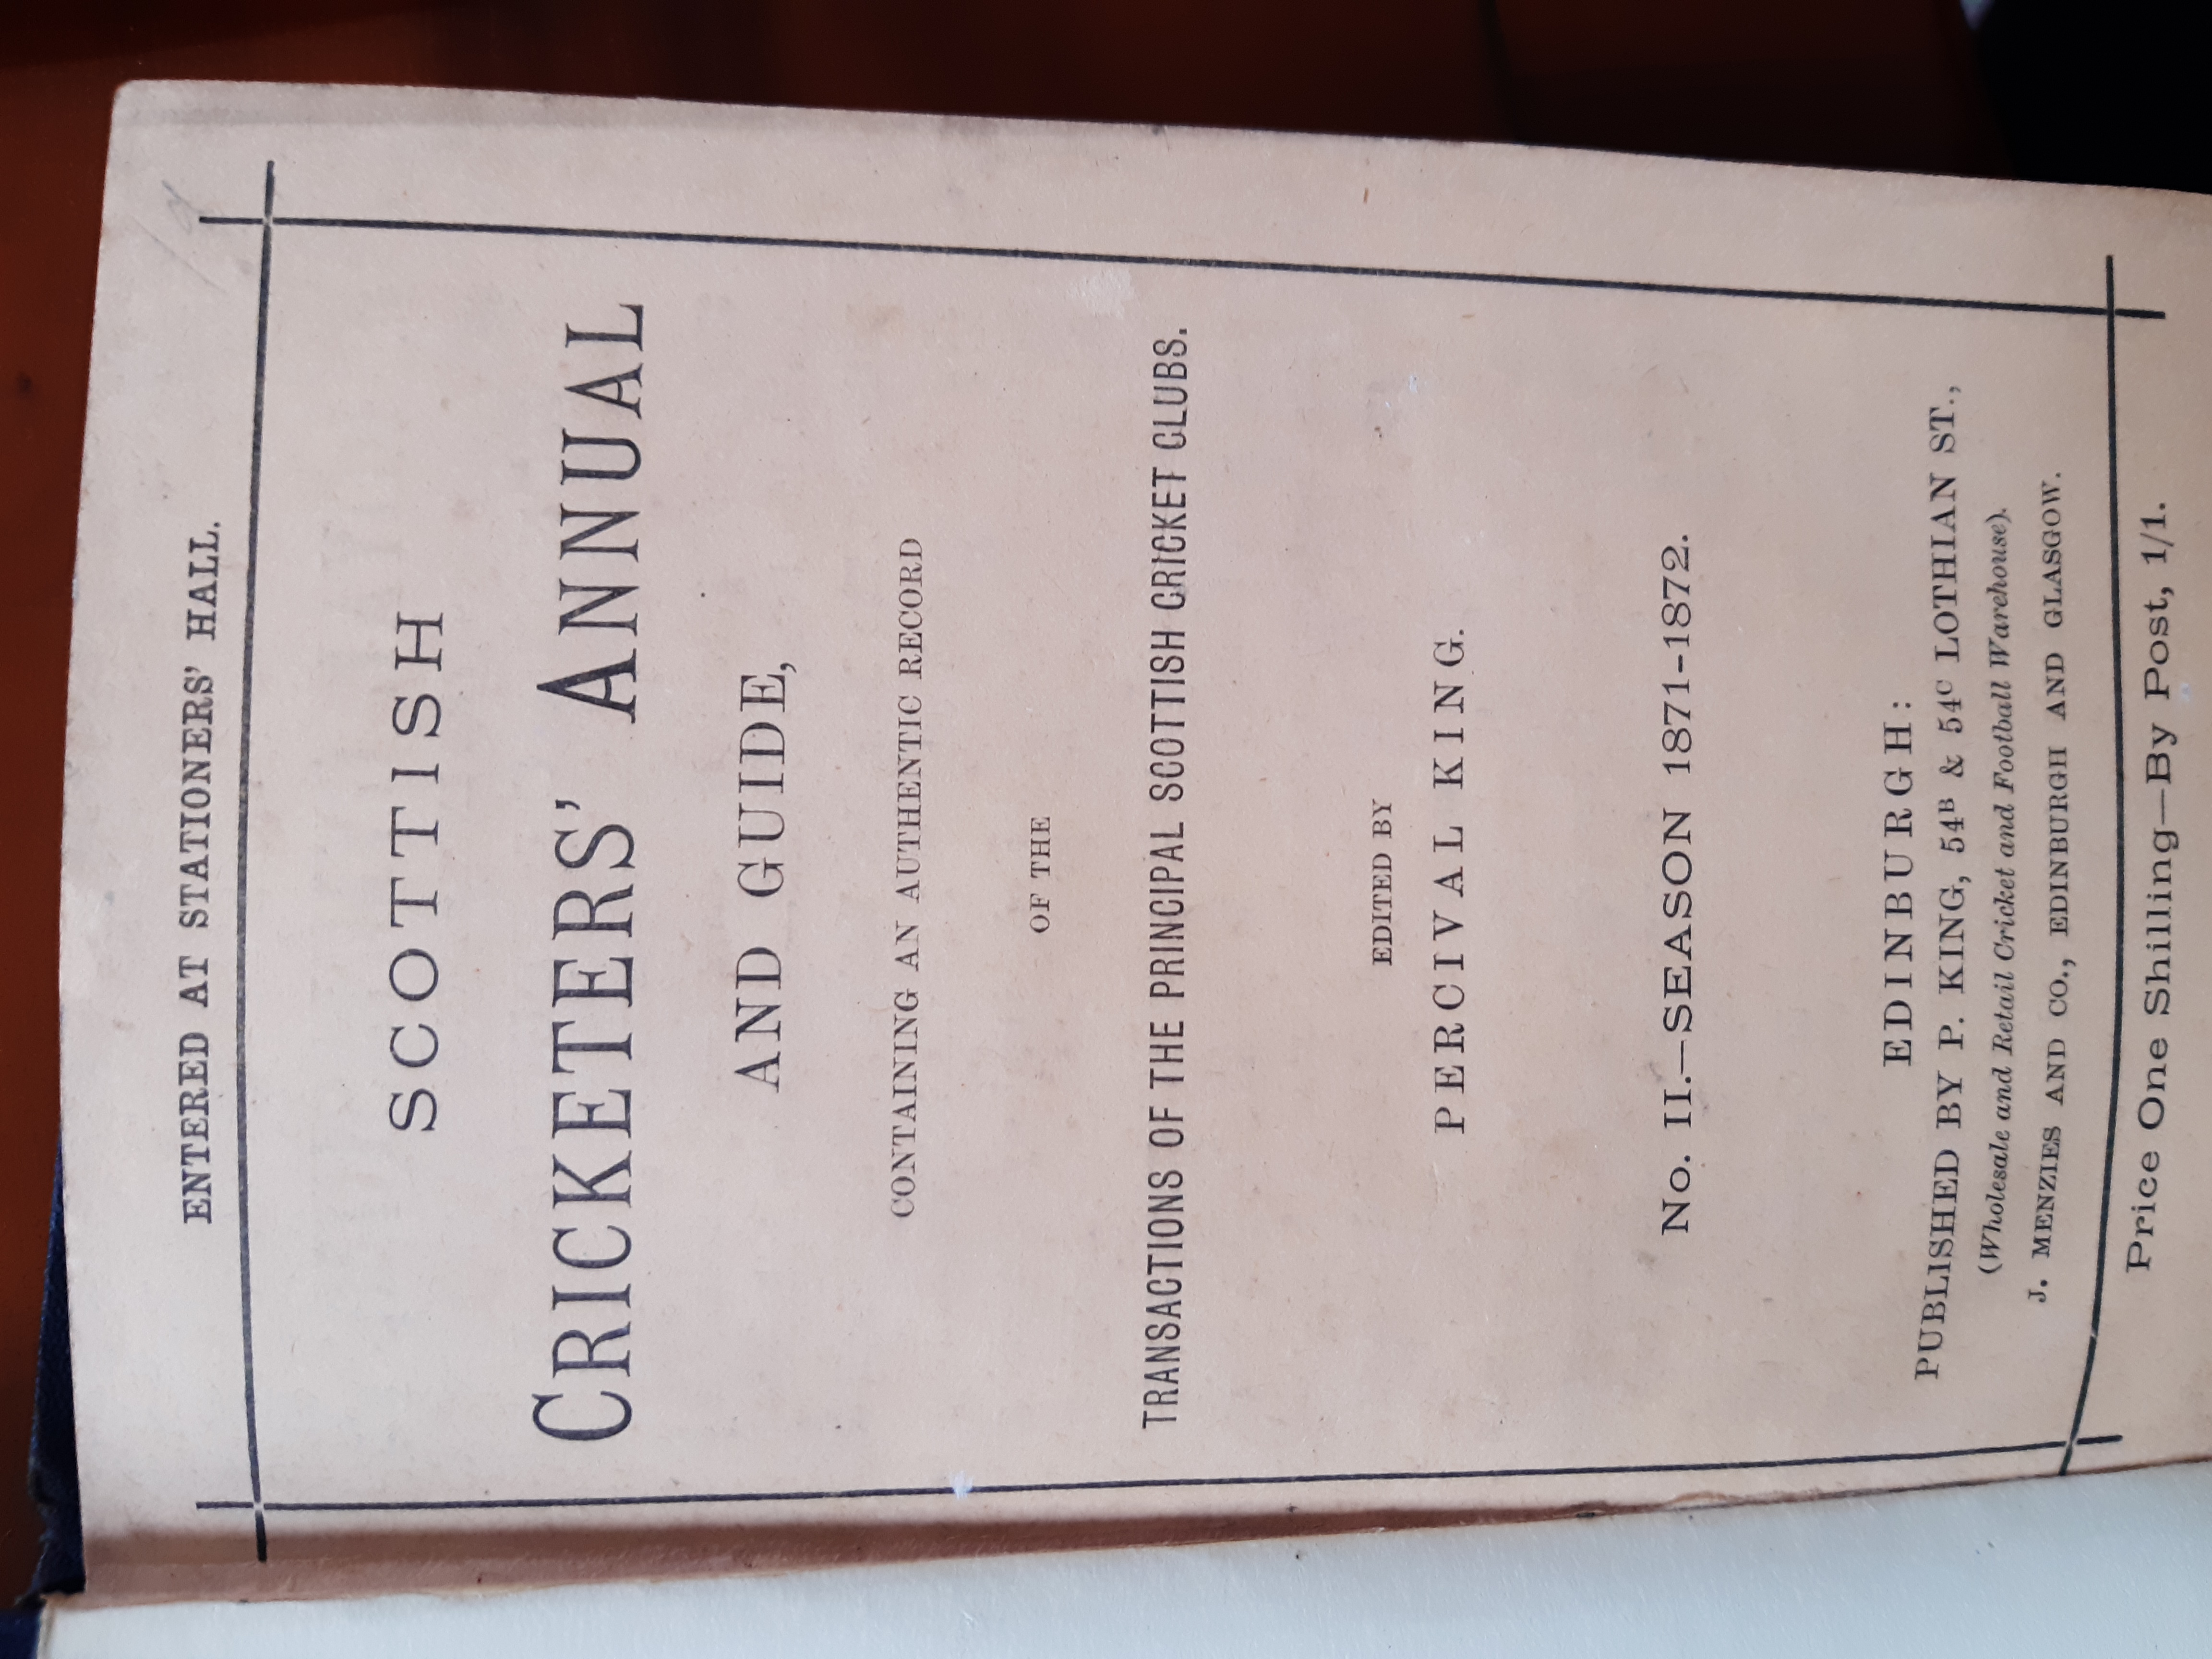 ENTERED AT STATIONERS' HALL.
SCOTTISH
CRICKETERS' ANNUAL
AND GUIDE,
CONTAINING AN AUTHENTIC RECORD
OF THE
TRANSACTIONS OF THE PRINCIPAL SCOTTISH CRICKET CLUBS.
EDITED BY
PERCIVAL KING.
No. II.—SEASON 1871-1872.
EDINBURGH:
PUBLISHED BY P. KING, 54B & 54C LOTHIAN ST.,
(Wholesale and Retail Cricket and Football Warehouse).
J. MENZIES AND CO., EDINBURGH AND GLASGOW.
Price One Shilling—By Post, 1/1.